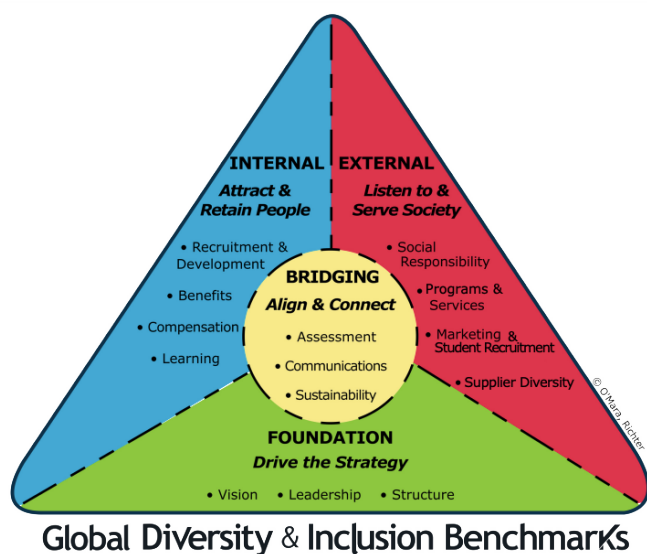 INTERNAL
Attract &
Retain People
• Recruitment &
Development
• Benefits
• Compensation
• Learning
EXTERNAL
Listen to &
Serve Society
• Social
Responsibility
• Programs &
Services
• Marketing &
Student Recruitment
• Supplier Diversity
BRIDGING
Align & Connect
• Assessment
• Communications
• Sustainability
FOUNDATION
Drive the Strategy
• Vision • Leadership • Structure
© O'Mara, Richter
Global Diversity & Inclusion Benchmarks